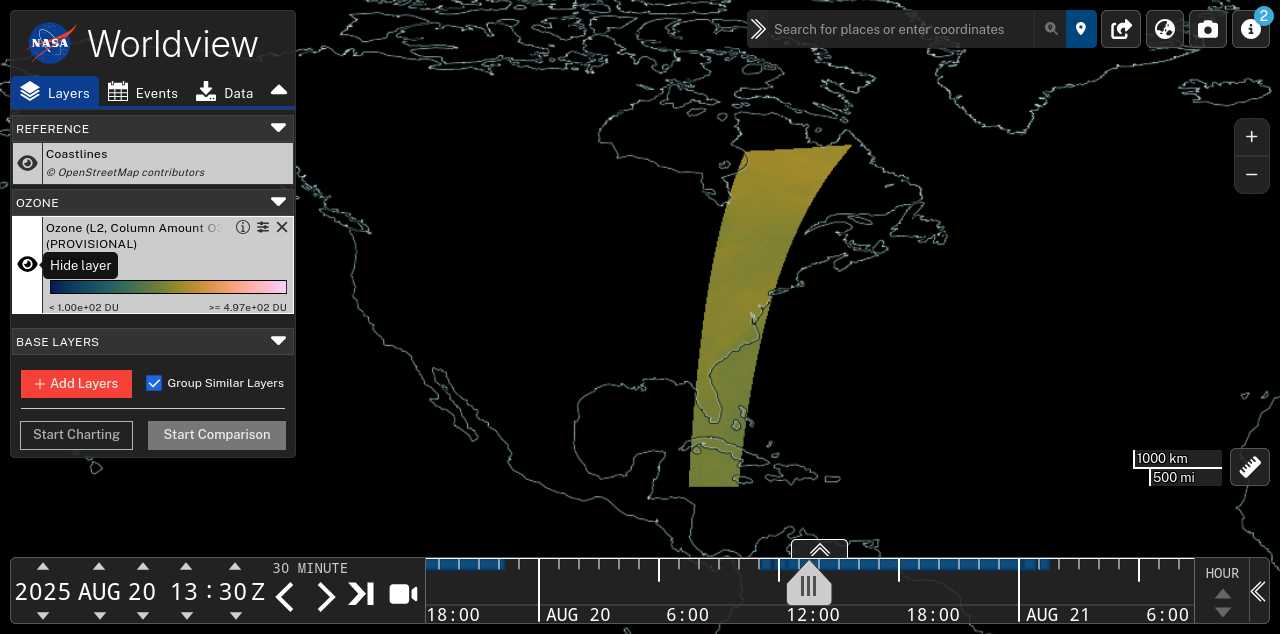 NASA
Worldview
Layers
Events
Data
Search for places or enter coordinates
2
REFERENCE
Coastlines
© OpenStreetMap contributors
OZONE
Ozone (L2, Column Amount O3
(PROVISIONAL)
Hide layer
< 1.00e+02 DU
>= 4.97e+02 DU
BASE LAYERS
+ Add Layers
Group Similar Layers
Start Charting
Start Comparison
1000 km
500 mi
2025 AUG 20 13 : 30 Z
30 MINUTE
18:00
AUG 20
6:00
12:00
18:00
AUG 21
6:00
HOUR